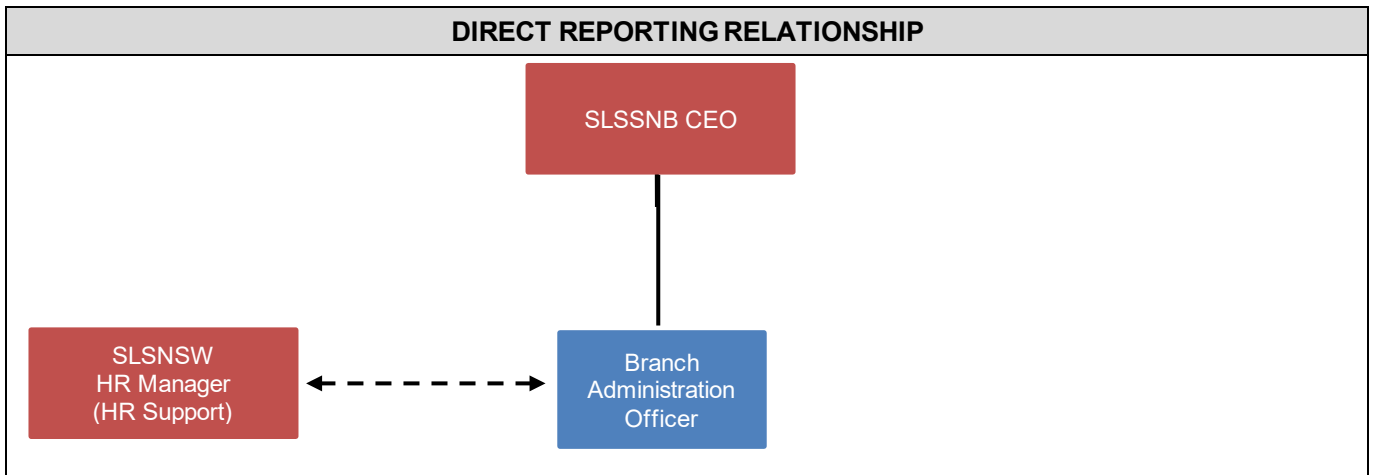 DIRECT REPORTING RELATIONSHIP
SLSSNB CEO
SLSNSW
HR Manager
(HR Support)
Branch
Administration
Officer